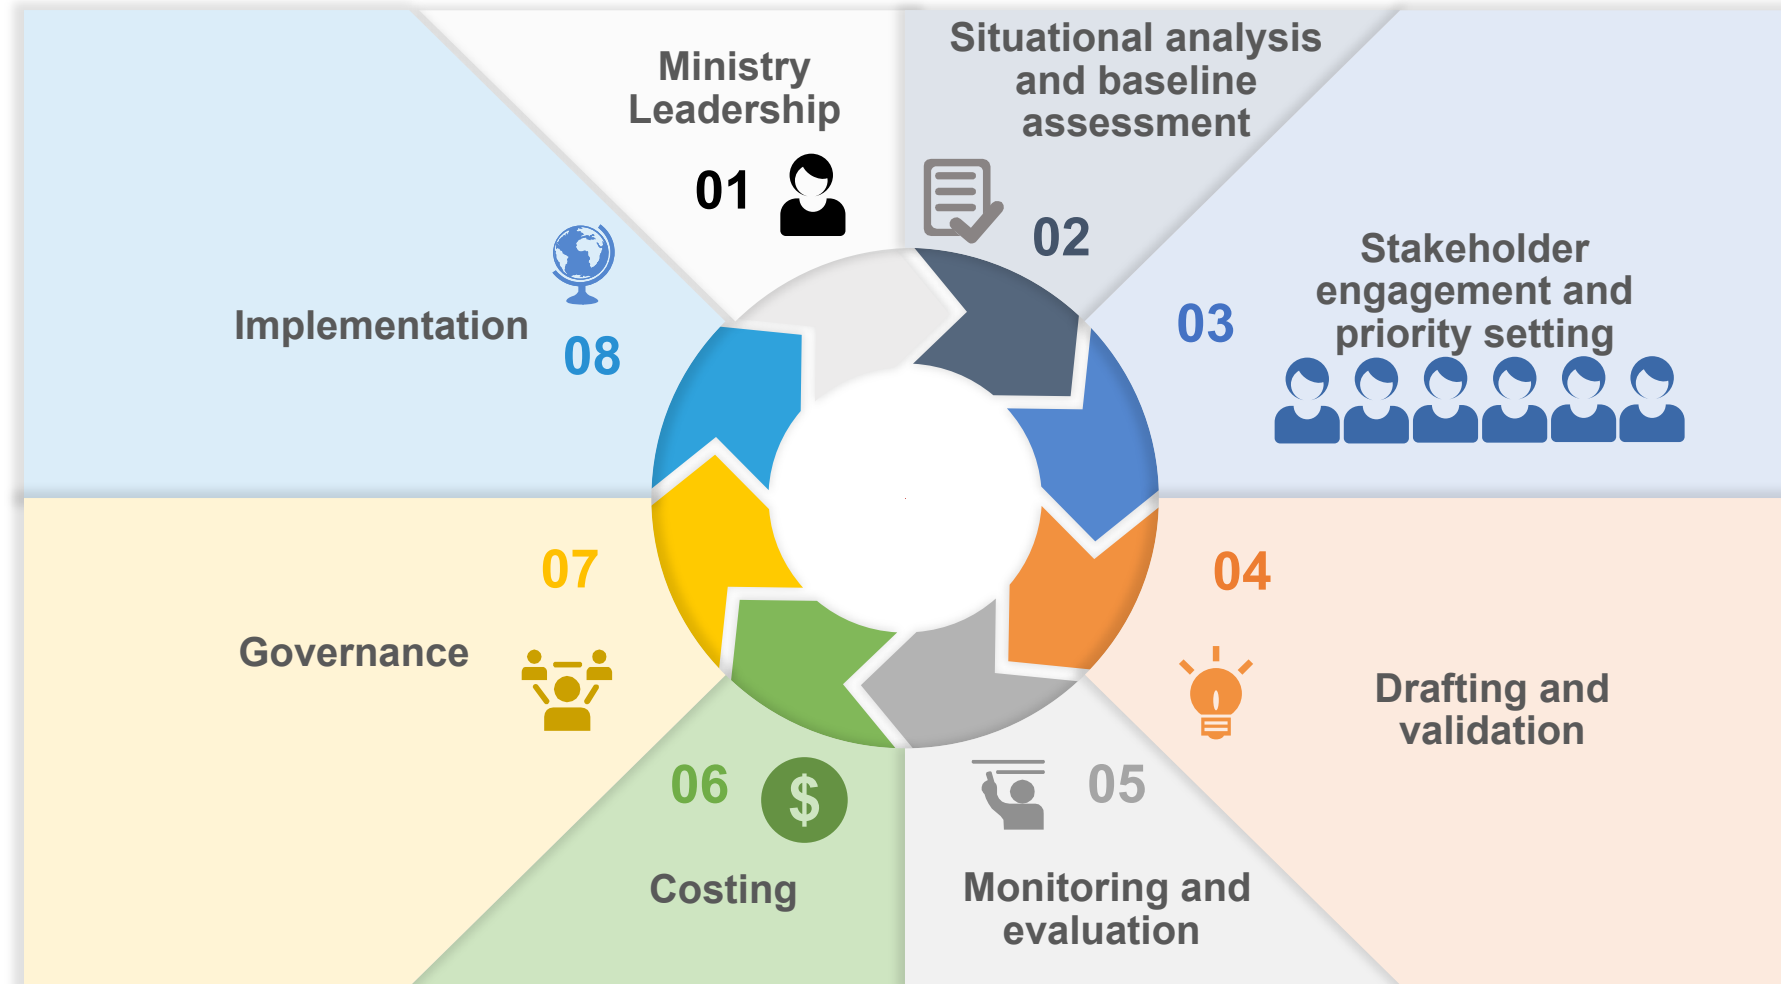 Ministry
Leadership
01
Situational analysis
and baseline
assessment
02
Stakeholder
engagement and
priority setting
03
04
Drafting and
validation
05
Monitoring and
evaluation
06
$
Costing
07
Governance
Implementation
08